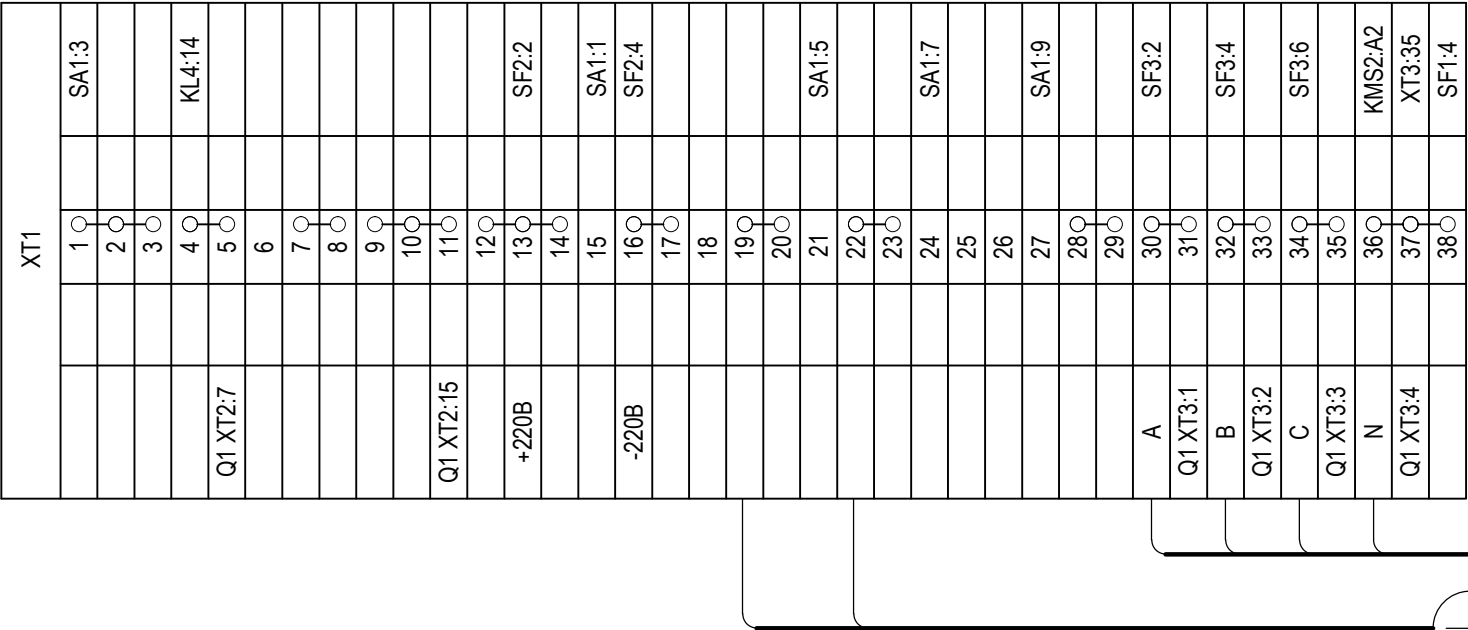 XT1
SA1:3
KL4:14
SF2:2
SA1:1
SF2:4
SA1:5
SA1:7
SA1:9
SF3:2
SF3:4
SF3:6
KMS2:A2
XT3:35
SF1:4
1
2
3
4
5
6
7
8
9
10
11
12
13
14
15
16
17
18
19
20
21
22
23
24
25
26
27
28
29
30
31
32
33
34
35
36
37
38
Q1 XT2:7
Q1 XT2:15
+220В
-220В
A
Q1 XT3:1
B
Q1 XT3:2
C
Q1 XT3:3
N
Q1 XT3:4